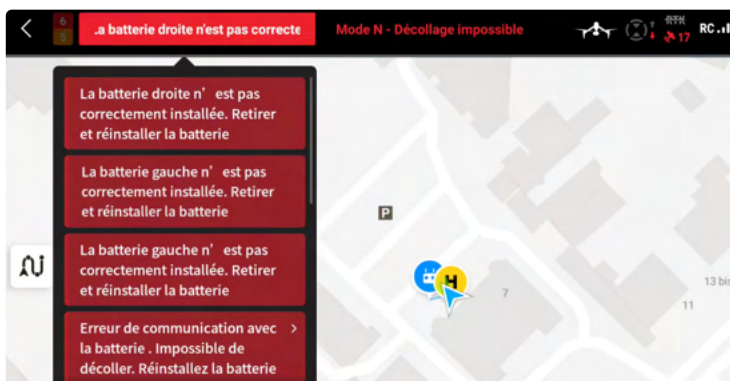 6
S
.a batterie droite n'est pas correcte
Mode N - Décollage impossible
RTK
17
RC
La batterie droite n' est pas
correctement installée. Retirer
et réinstaller la batterie
La batterie gauche n' est pas
correctement installée. Retirer
et réinstaller la batterie
La batterie gauche n' est pas
correctement installée. Retirer
et réinstaller la batterie
Erreur de communication avec
la batterie . Impossible de
décoller. Réinstallez la batterie
P
H
7
13 bis
11